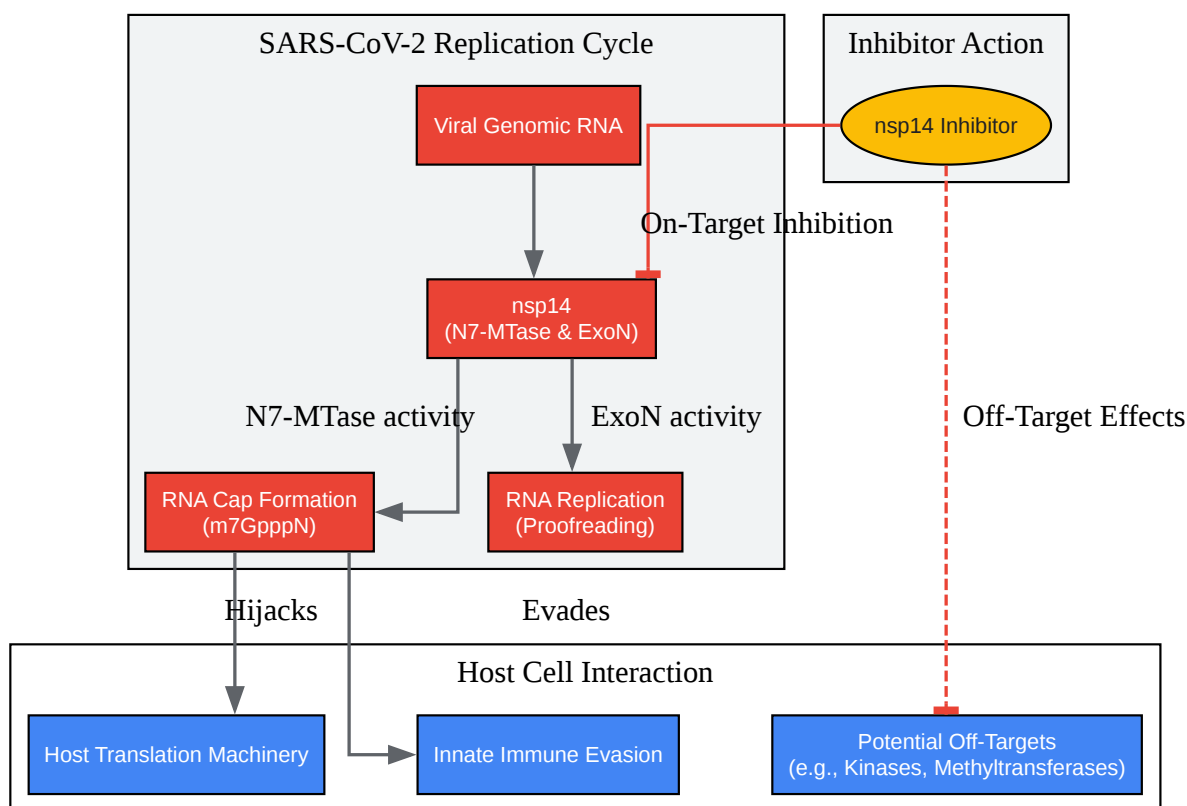 SARS-CoV-2 Replication Cycle
Inhibitor Action
Viral Genomic RNA
nsp14 Inhibitor
On-Target Inhibition
nsp14
(N7-MTase & ExoN)
N7-MTase activity
ExoN activity
Off-Target Effects
RNA Cap Formation
(m7GpppN)
RNA Replication
(Proofreading)
Hijacks
Evades
Host Cell Interaction
Host Translation Machinery
Innate Immune Evasion
Potential Off-Targets
(e.g., Kinases, Methyltransferases)